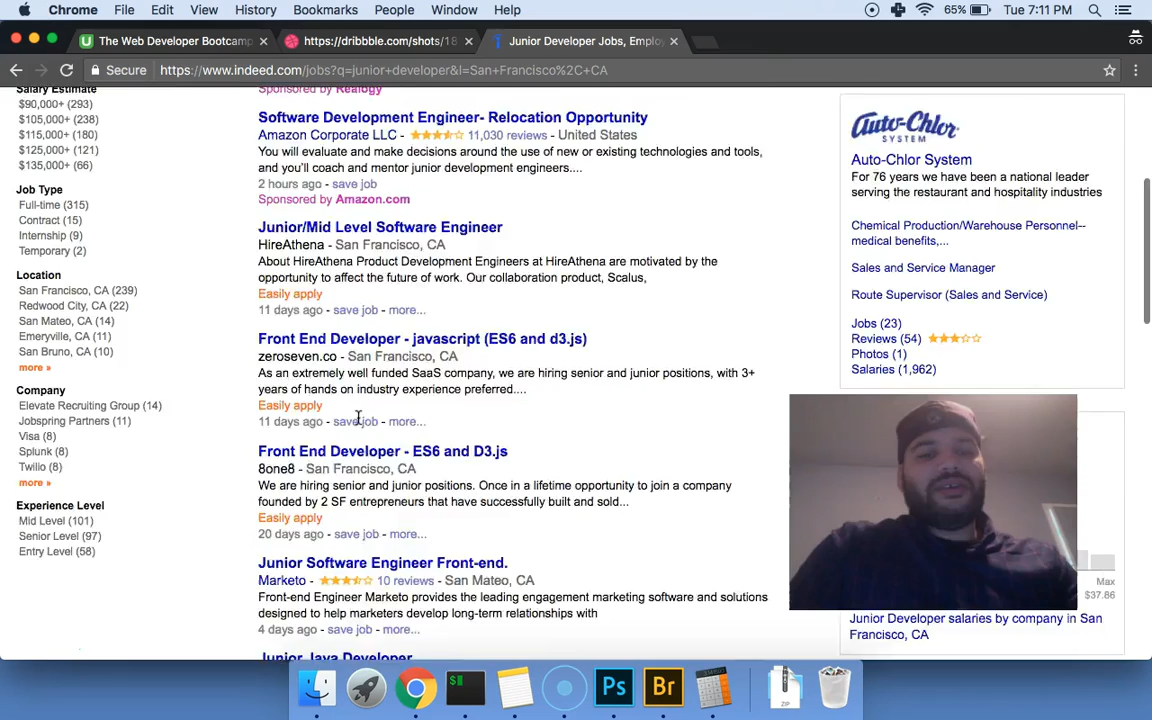 Chrome File Edit View History Bookmarks People Window Help 65% Tue 7:11 PM
The Web Developer Bootcamp https://dribbble.com/shots/18 Junior Developer Jobs, Employ
Secure https://www.indeed.com/jobs?q=junior+developer&l=San+Francisco%2C+CA
Salary Estimate
$90,000+ (293)
$105,000+ (238)
$115,000+ (180)
$125,000+ (121)
$135,000+ (66)
Job Type
Full-time (315)
Contract (15)
Internship (9)
Temporary (2)
Location
San Francisco, CA (239)
Redwood City, CA (22)
San Mateo, CA (14)
Emeryville, CA (11)
San Bruno, CA (10)
more »
Company
Elevate Recruiting Group (14)
Jobspring Partners (11)
Visa (8)
Splunk (8)
Twilio (8)
more »
Experience Level
Mid Level (101)
Senior Level (97)
Entry Level (58)
Sponsored by Realogy
Software Development Engineer- Relocation Opportunity
Amazon Corporate LLC - 11,030 reviews - United States
You will evaluate and make decisions around the use of new or existing technologies and tools,
and you'll coach and mentor junior development engineers....
2 hours ago - save job
Sponsored by Amazon.com
Junior/Mid Level Software Engineer
HireAthena - San Francisco, CA
About HireAthena Product Development Engineers at HireAthena are motivated by the
opportunity to affect the future of work. Our collaboration product, Scalus,
Easily apply
11 days ago - save job - more...
Front End Developer - javascript (ES6 and d3.js)
zeroseven.co - San Francisco, CA
As an extremely well funded SaaS company, we are hiring senior and junior positions, with 3+
years of hands on industry experience preferred....
Easily apply
11 days ago - save job - more...
Front End Developer - ES6 and D3.js
8one8 - San Francisco, CA
We are hiring senior and junior positions. Once in a lifetime opportunity to join a company
founded by 2 SF entrepreneurs that have successfully built and sold...
Easily apply
20 days ago - save job - more...
Junior Software Engineer Front-end.
Marketo - 10 reviews - San Mateo, CA
Front-end Engineer Marketo provides the leading engagement marketing software and solutions
designed to help marketers develop long-term relationships with
4 days ago - save job - more...
Junior Java Developer
Auto-Chlor
SYSTEM
Auto-Chlor System
For 76 years we have been a national leader
serving the restaurant and hospitality industries
Chemical Production/Warehouse Personnel--
medical benefits,...
Sales and Service Manager
Route Supervisor (Sales and Service)
Jobs (23)
Reviews (54)
Photos (1)
Salaries (1,962)
Max
$37.86
Junior Developer salaries by company in San
Francisco, CA
$
Ps
Br
ZIP